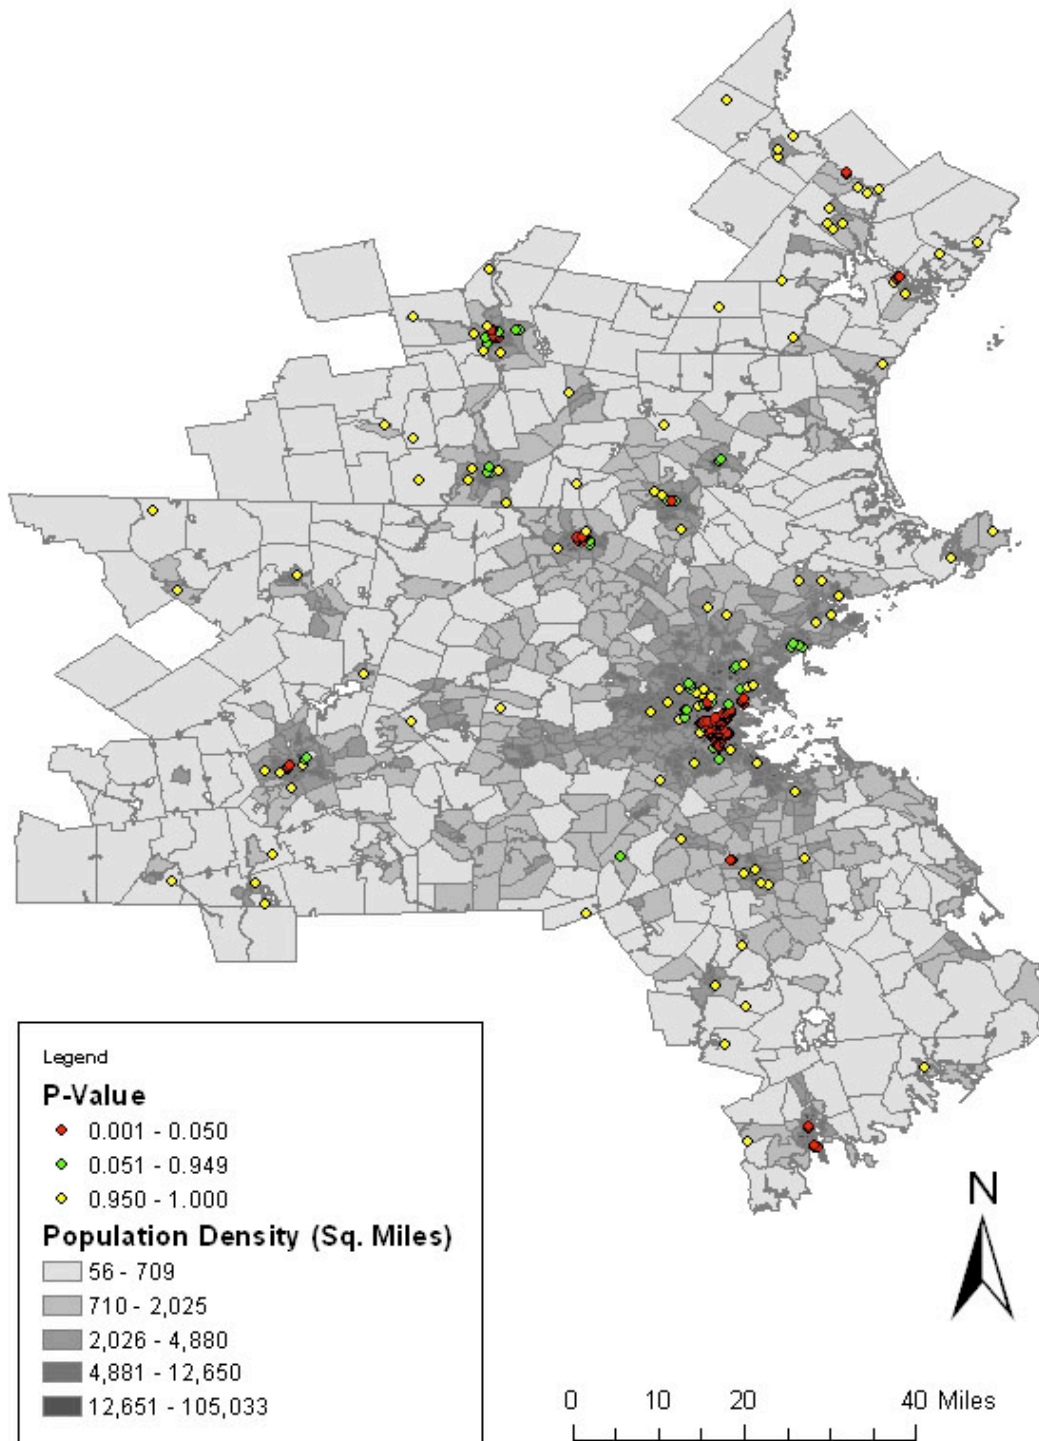 Legend
P-Value
0.001 - 0.050
0.051 - 0.949
0.950 - 1.000
Population Density (Sq. Miles)
56 - 709
710 - 2,025
2,026 - 4,880
4,881 - 12,650
12,651 - 105,033
N
0 10 20 40 Miles